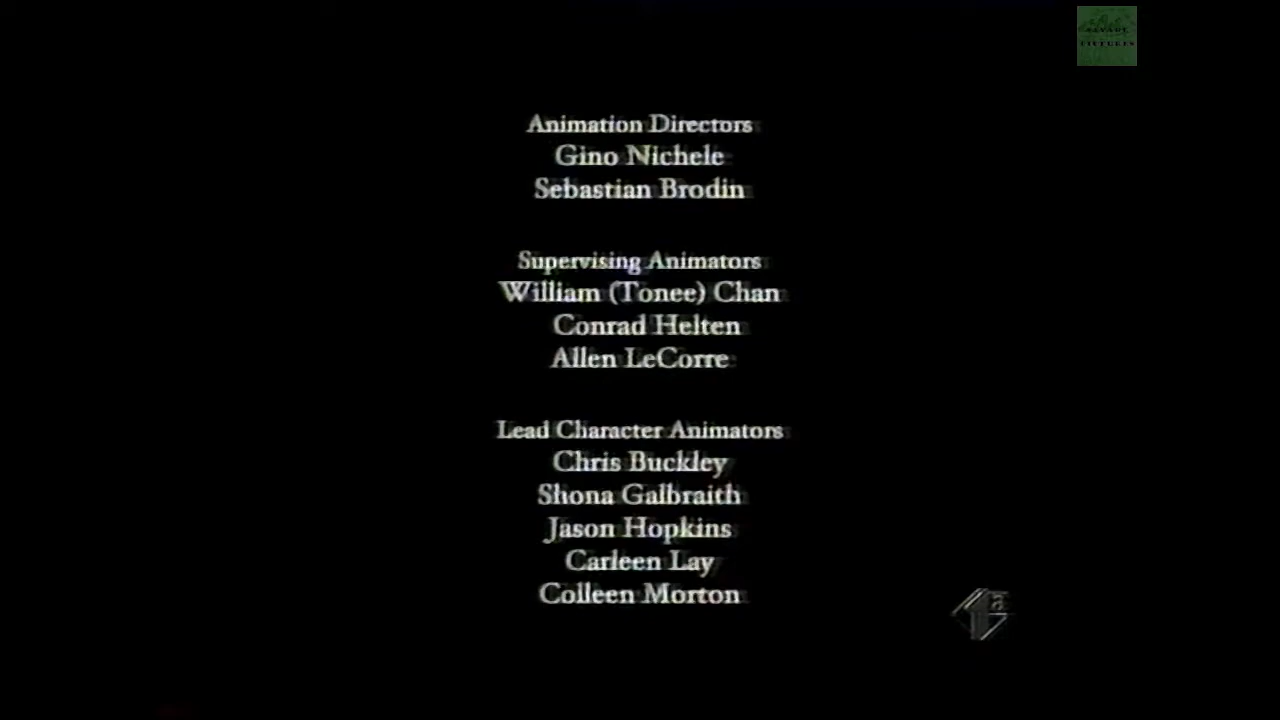 Animation Directors
Gino Nichele
Sebastian Brodin
Supervising Animators
William (Tonee) Chan
Conrad Helten
Allen LeCorre
Lead Character Animators
Chris Buckley
Shona Galbraith
Jason Hopkins
Carleen Lay
Colleen Morton
PICTURES